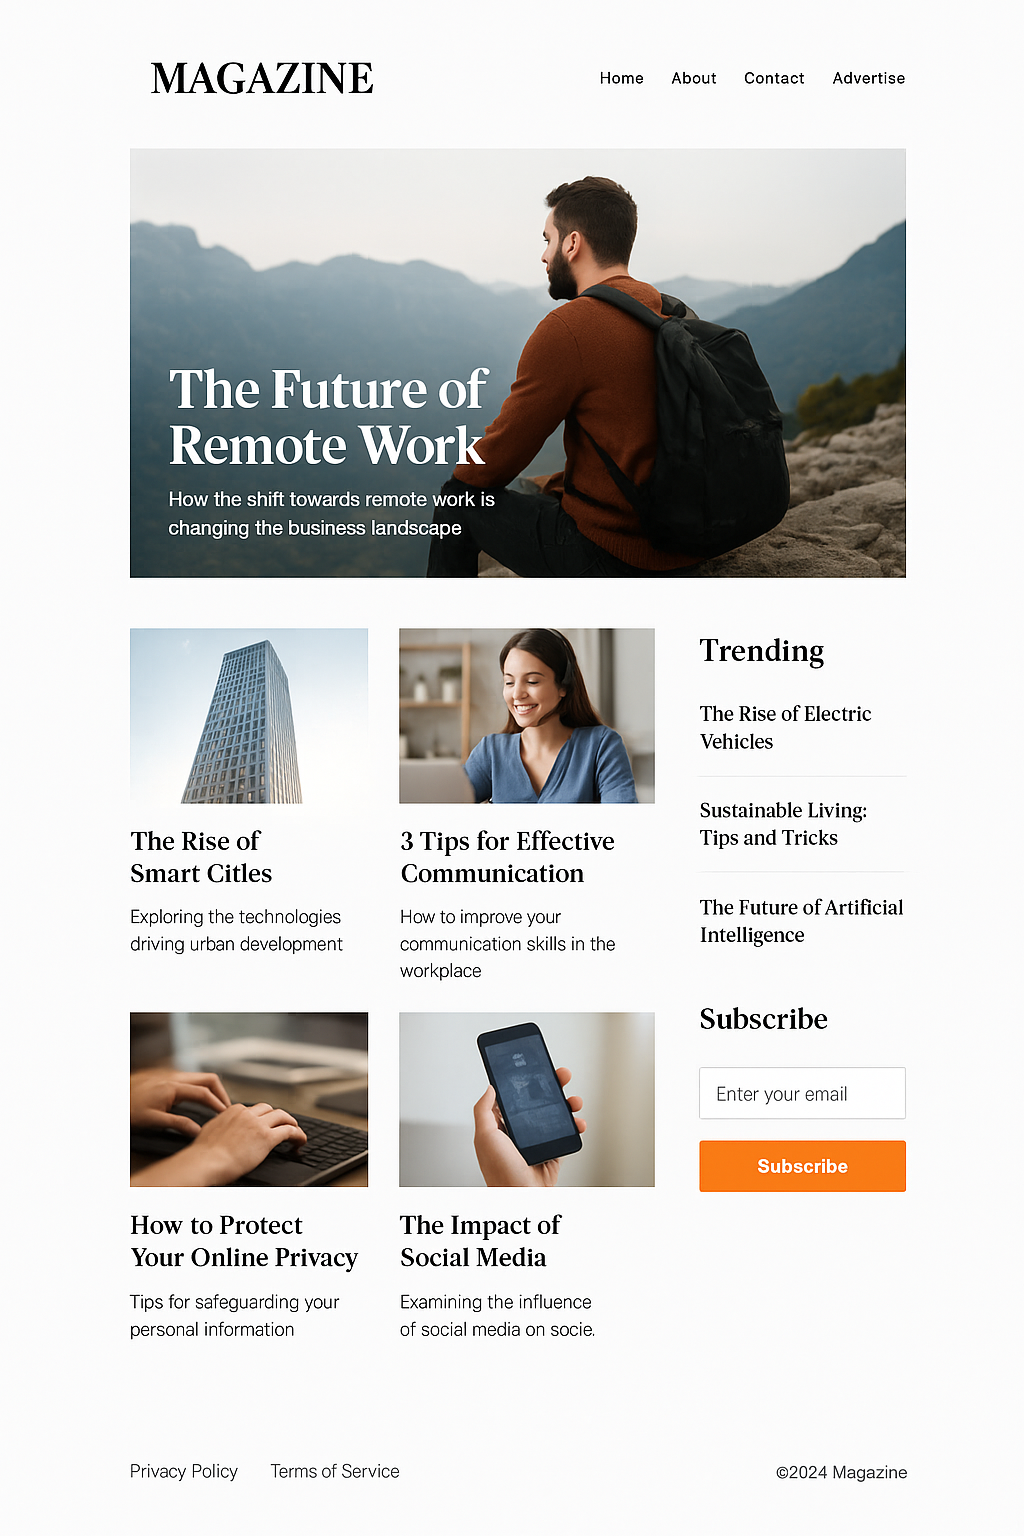 MAGAZINE
Home About Contact Advertise
The Future of
Remote Work
How the shift towards remote work is
changing the business landscape
The Rise of
Smart Citles
Exploring the technologies
driving urban development
3 Tips for Effective
Communication
How to improve your
communication skills in the
workplace
How to Protect
Your Online Privacy
Tips for safeguarding your
personal information
The Impact of
Social Media
Examining the influence
of social media on socie.
Trending
The Rise of Electric
Vehicles
Sustainable Living:
Tips and Tricks
The Future of Artificial
Intelligence
Subscribe
Enter your email
Subscribe
Privacy Policy Terms of Service
©2024 Magazine